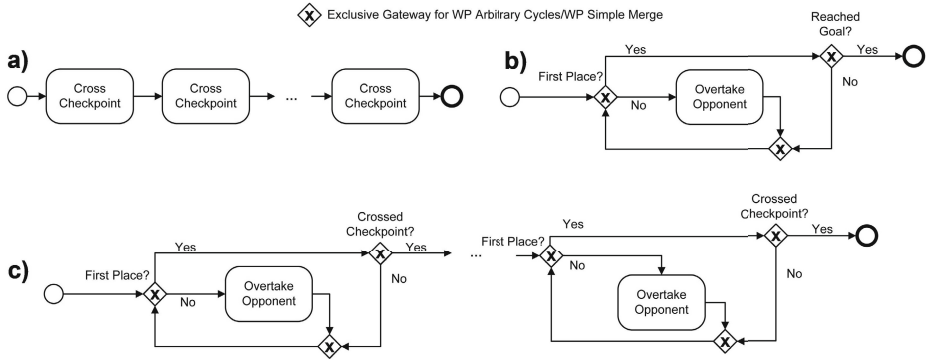 X Exclusive Gateway for WP Arbitrary Cycles/WP Simple Merge
a)
Cross
Checkpoint
Cross
Checkpoint
...
Cross
Checkpoint
b)
First Place?
X
Yes
No
Overtake
Opponent
X
Reached
Goal?
X
Yes
No
c)
First Place?
X
Yes
No
Overtake
Opponent
X
Crossed
Checkpoint?
X
Yes
No
...
First Place?
X
Yes
No
Overtake
Opponent
X
Crossed
Checkpoint?
X
Yes
No